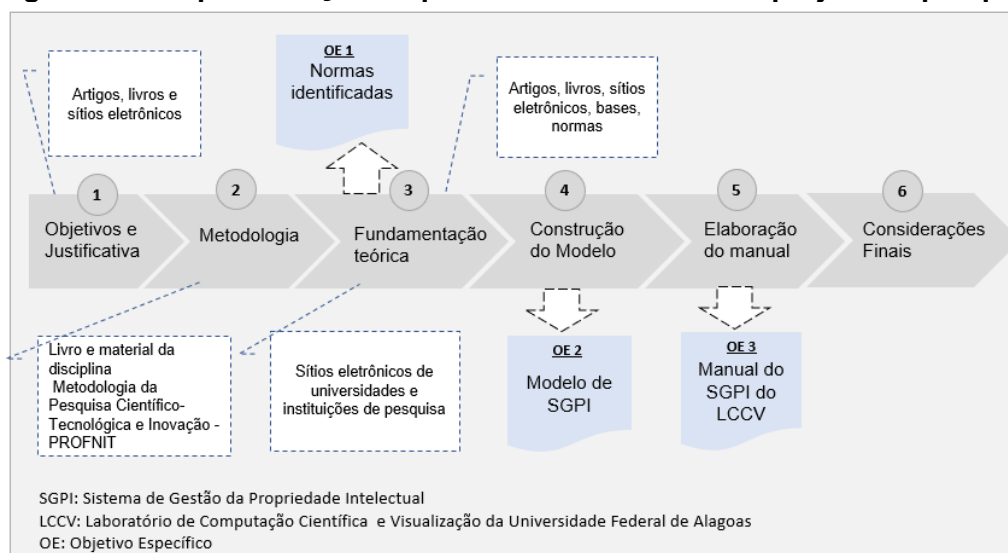 OE 1
Normas
identificadas
Artigos, livros e
sítios eletrônicos
Artigos, livros, sítios
eletrônicos, bases,
normas
1
Objetivos e
Justificativa
2
Metodologia
3
Fundamentação
teórica
4
Construção
do Modelo
5
Elaboração
do manual
6
Considerações
Finais
Livro e material da
disciplina
Metodologia da
Pesquisa Científico-
Tecnológica e Inovação -
PROFNIT
Sítios eletrônicos de
universidades e
instituições de pesquisa
OE 2
Modelo de
SGPI
OE 3
Manual do
SGPI do
LCCV
SGPI: Sistema de Gestão da Propriedade Intelectual
LCCV: Laboratório de Computação Científica e Visualização da Universidade Federal de Alagoas
OE: Objetivo Específico